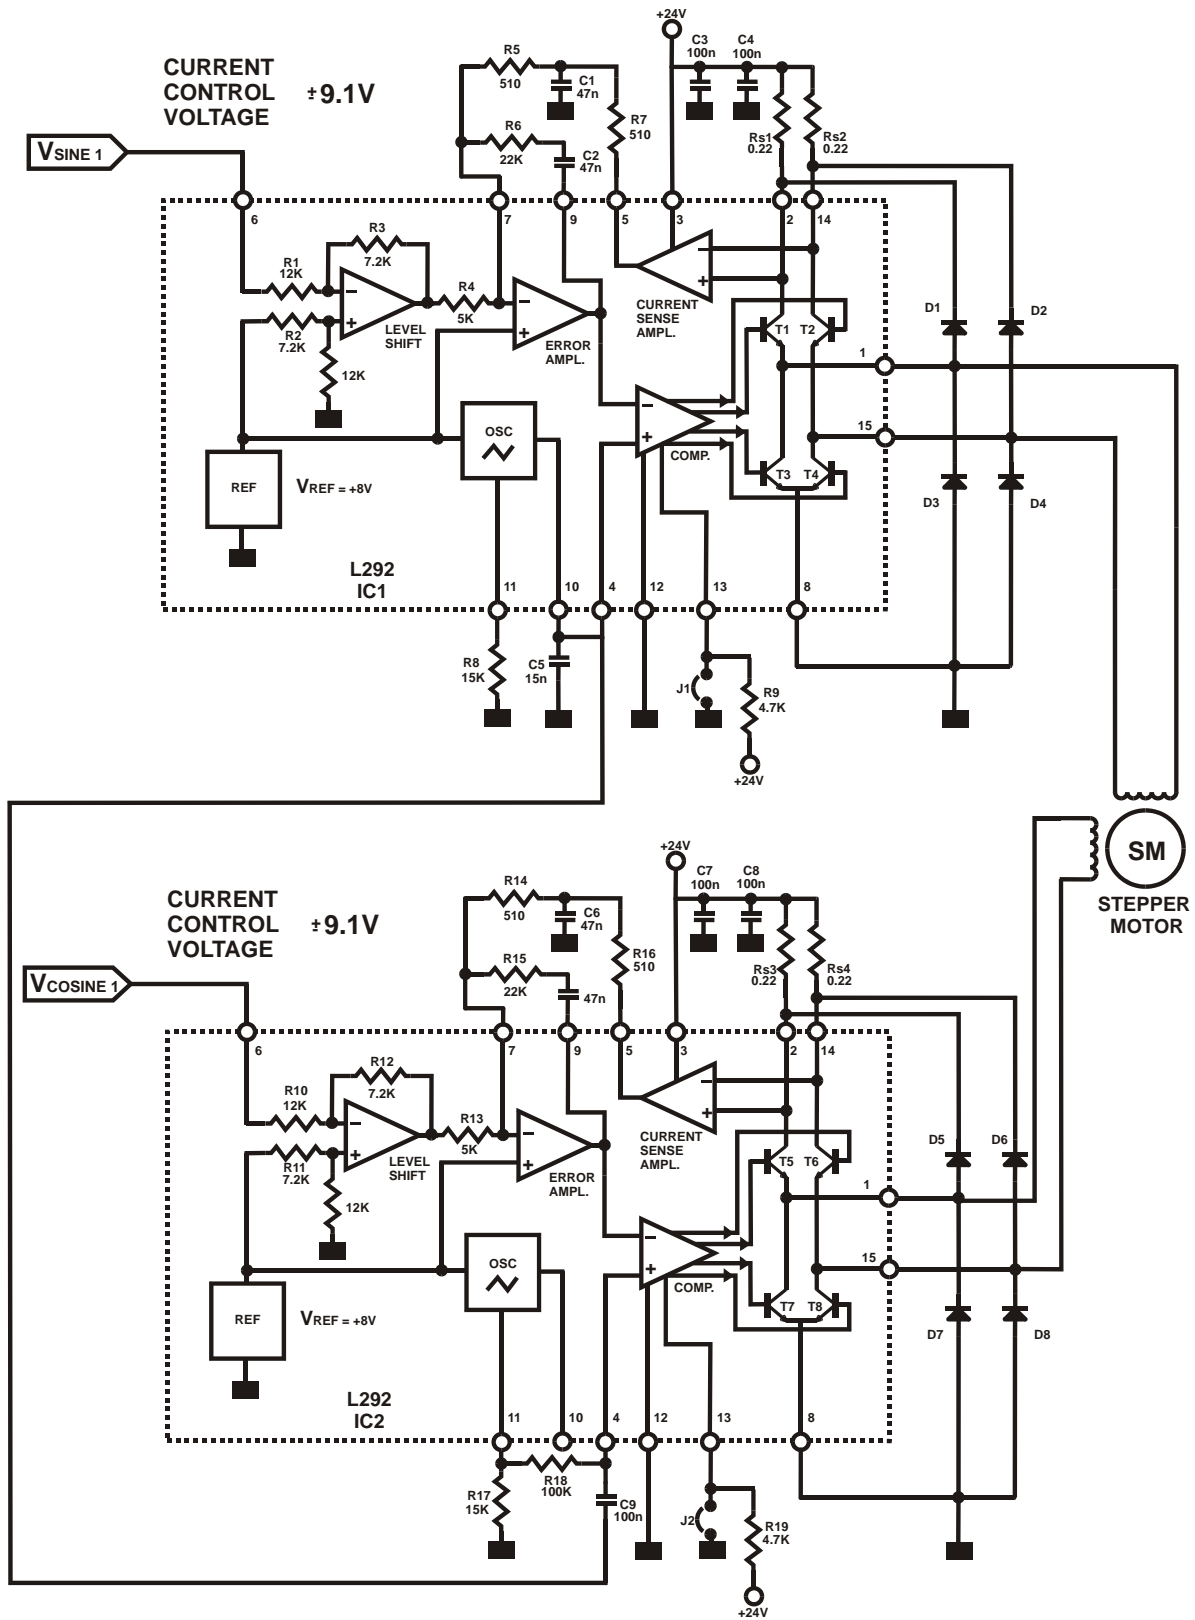 +24V
R5
510
C1
47n
C3
100n
C4
100n
CURRENT
CONTROL
VOLTAGE
±9.1V
R7
510
R6
22K
C2
47n
Rs1
0.22
Rs2
0.22
VSINE 1
6
7
9
5
3
2
14
R3
7.2K
R1
12K
R4
5K
R2
7.2K
12K
LEVEL
SHIFT
ERROR
AMPL.
CURRENT
SENSE
AMPL.
T1
T2
D1
D2
1
15
OSC
COMP.
T3
T4
REF
VREF = +8V
D3
D4
L292
IC1
11
10
4
12
13
8
R8
15K
C5
15n
J1
R9
4.7K
+24V
SM
STEPPER
MOTOR
+24V
R14
510
C6
47n
C7
100n
C8
100n
CURRENT
CONTROL
VOLTAGE
±9.1V
R16
510
R15
22K
47n
Rs3
0.22
Rs4
0.22
VCOSINE 1
6
7
9
5
3
2
14
R12
7.2K
R10
12K
R13
5K
R11
7.2K
12K
LEVEL
SHIFT
ERROR
AMPL.
CURRENT
SENSE
AMPL.
T5
T6
D5
D6
1
15
OSC
COMP.
T7
T8
REF
VREF = +8V
D7
D8
L292
IC2
11
10
4
12
13
8
R18
100K
R17
15K
C9
100n
J2
R19
4.7K
+24V